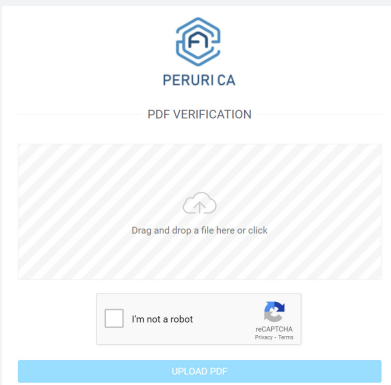 PERURI CA
PDF VERIFICATION
Drag and drop a file here or click
I'm not a robot
reCAPTCHA
Privacy - Terms
UPLOAD PDF